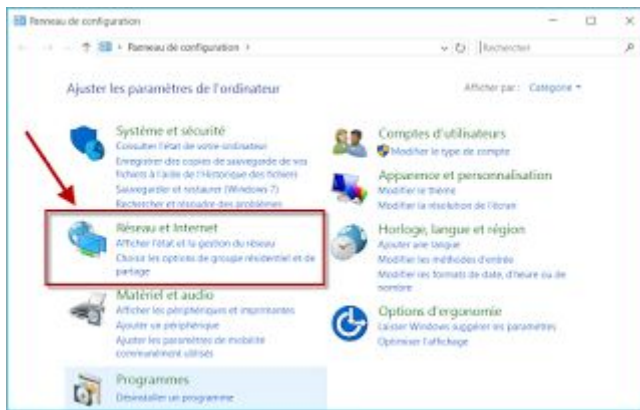 Panneau de configuration
Panneau de configuration
Rechercher
Ajuster les paramètres de l'ordinateur
Afficher par : Catégorie
Système et sécurité
Consulter l'état de votre ordinateur
Enregistrer des copies de sauvegarde de vos
fichiers à l'aide de l'Historique des fichiers
Sauvegarder et restaurer (Windows 7)
Rechercher et résoudre des problèmes
Réseau et Internet
Afficher l'état et la gestion du réseau
Choisir les options de groupe résidentiel et de
partage
Matériel et audio
Afficher les périphériques et imprimantes
Ajouter un périphérique
Ajuster les paramètres de mobilité
communément utilisés
Programmes
Désinstaller un programme
Comptes d'utilisateurs
Modifier le type de compte
Apparence et personnalisation
Modifier le thème
Modifier la résolution de l'écran
Horloge, langue et région
Ajouter une langue
Modifier les méthodes d'entrée
Modifier les formats de date, d'heure ou de
nombre
Options d'ergonomie
Laisser Windows suggérer les paramètres
Optimiser l'affichage